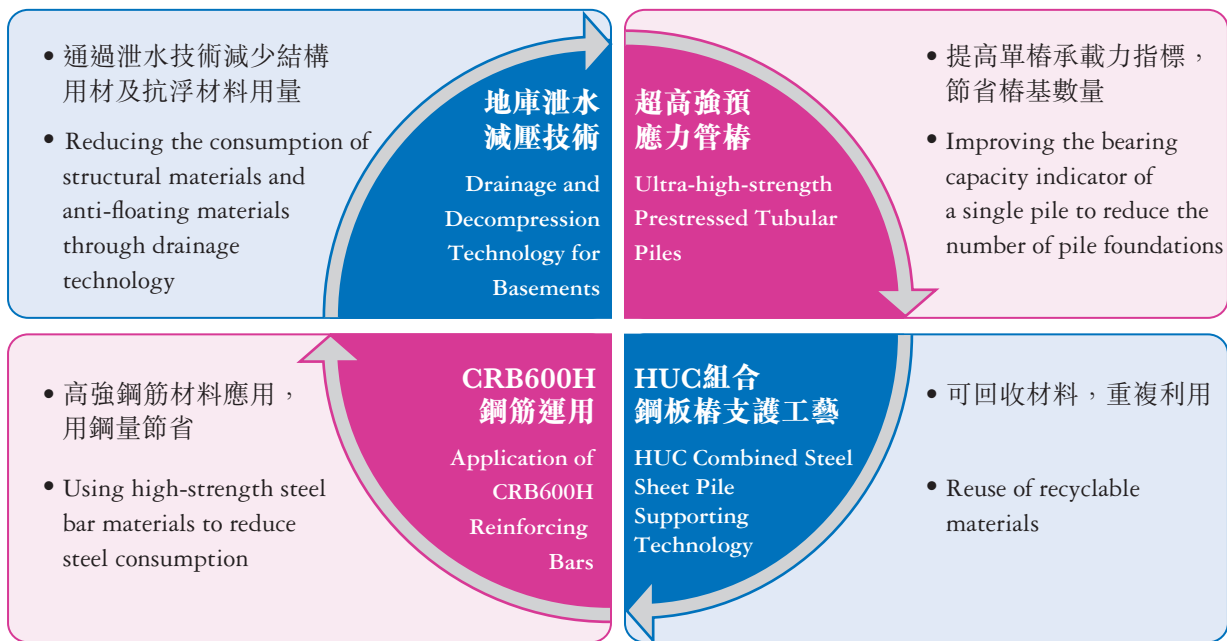 • 通過泄水技術減少結構
用材及抗浮材料用量
• Reducing the consumption of
structural materials and
anti-floating materials
through drainage
technology
地庫泄水
減壓技術
Drainage and
Decompression
Technology for
Basements
超高強預
應力管樁
Ultra-high-strength
Prestressed Tubular
Piles
• 提高單樁承載力指標，
節省樁基數量
• Improving the bearing
capacity indicator of
a single pile to reduce the
number of pile foundations
• 高強鋼筋材料應用，
用鋼量節省
• Using high-strength steel
bar materials to reduce
steel consumption
CRB600H
鋼筋運用
Application of
CRB600H
Reinforcing
Bars
HUC組合
鋼板樁支護工藝
HUC Combined Steel
Sheet Pile
Supporting
Technology
• 可回收材料，重複利用
• Reuse of recyclable
materials